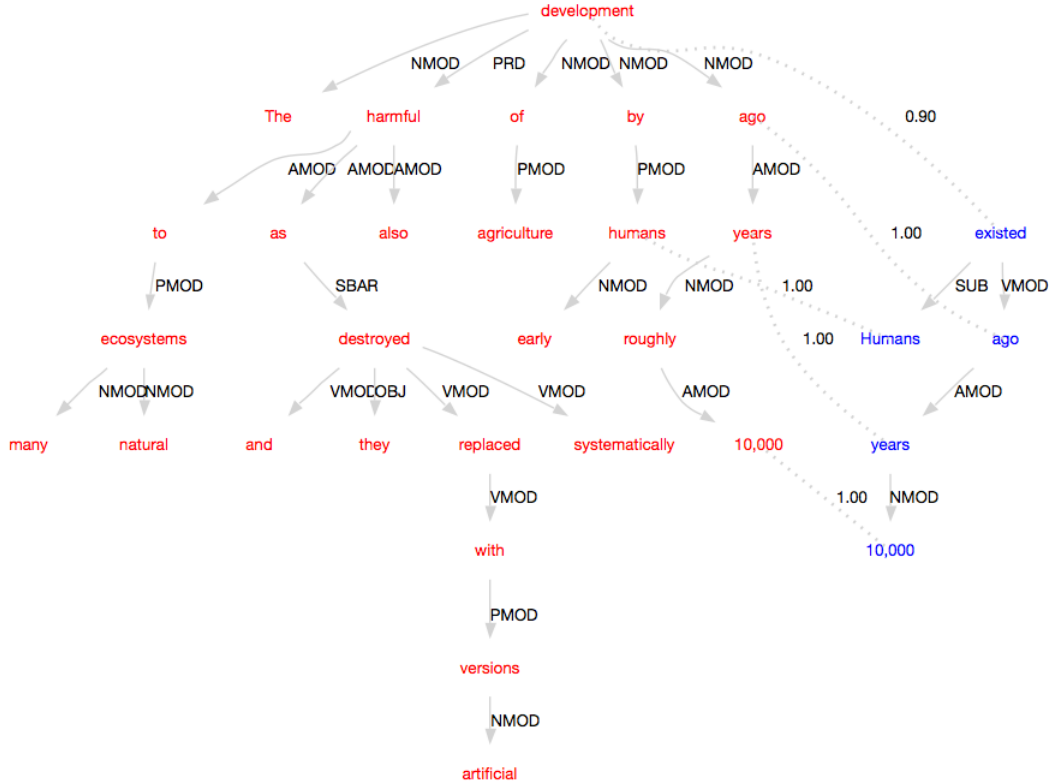 development
NMOD PRD NMOD NMOD NMOD
The harmful of by ago 0.90
AMOD AMOD AMOD PMOD PMOD AMOD
to as also agriculture humans years 1.00 existed
PMOD SBAR NMOD NMOD 1.00 SUB VMOD
ecosystems destroyed early roughly 1.00 Humans ago
NMOD NMOD VMOD OBJ VMOD VMOD AMOD AMOD
many natural and they replaced systematically 10,000 years
VMOD 1.00 NMOD
with 10,000
PMOD
versions
NMOD
artificial